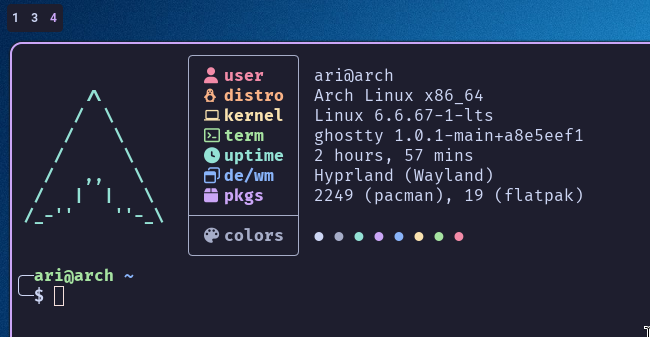 1 3 4
user ari@arch
distro Arch Linux x86_64
kernel Linux 6.6.67-1-lts
term ghostty 1.0.1-main+a8e5eef1
uptime 2 hours, 57 mins
de/wm Hyprland (Wayland)
pkgs 2249 (pacman), 19 (flatpak)
colors
ari@arch ~
$